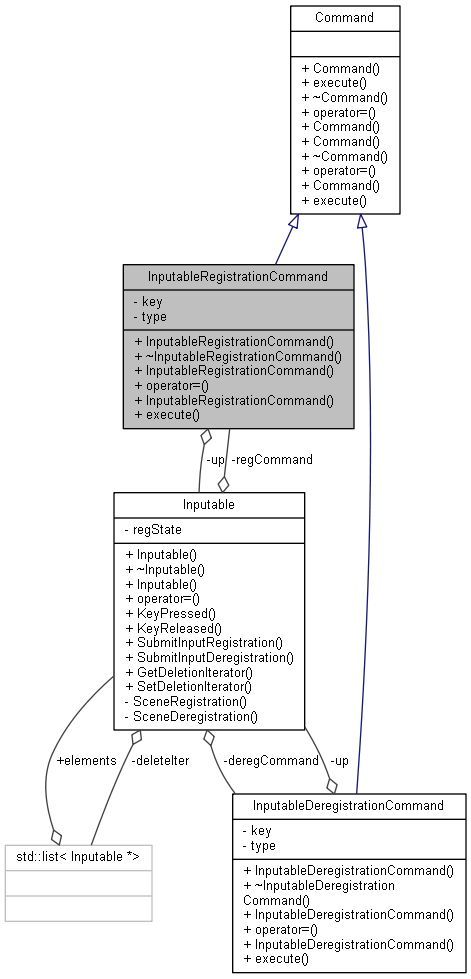 Command
+ Command()
+ execute()
+ ~Command()
+ operator=()
+ Command()
+ Command()
+ ~Command()
+ operator=()
+ Command()
+ execute()
InputableRegistrationCommand
- key
- type
+ InputableRegistrationCommand()
+ ~InputableRegistrationCommand()
+ InputableRegistrationCommand()
+ operator=()
+ InputableRegistrationCommand()
+ execute()
-up
-regCommand
Inputable
- regState
+ Inputable()
+ ~Inputable()
+ Inputable()
+ operator=()
+ KeyPressed()
+ KeyReleased()
+ SubmitInputRegistration()
+ SubmitInputDeregistration()
+ GetDeletionIterator()
+ SetDeletionIterator()
- SceneRegistration()
- SceneDeregistration()
+elements
-deleteIter
-deregCommand
-up
std::list< Inputable *>
InputableDeregistrationCommand
- key
- type
+ InputableDeregistrationCommand()
+ ~InputableDeregistration
Command()
+ InputableDeregistrationCommand()
+ operator=()
+ InputableDeregistrationCommand()
+ execute()